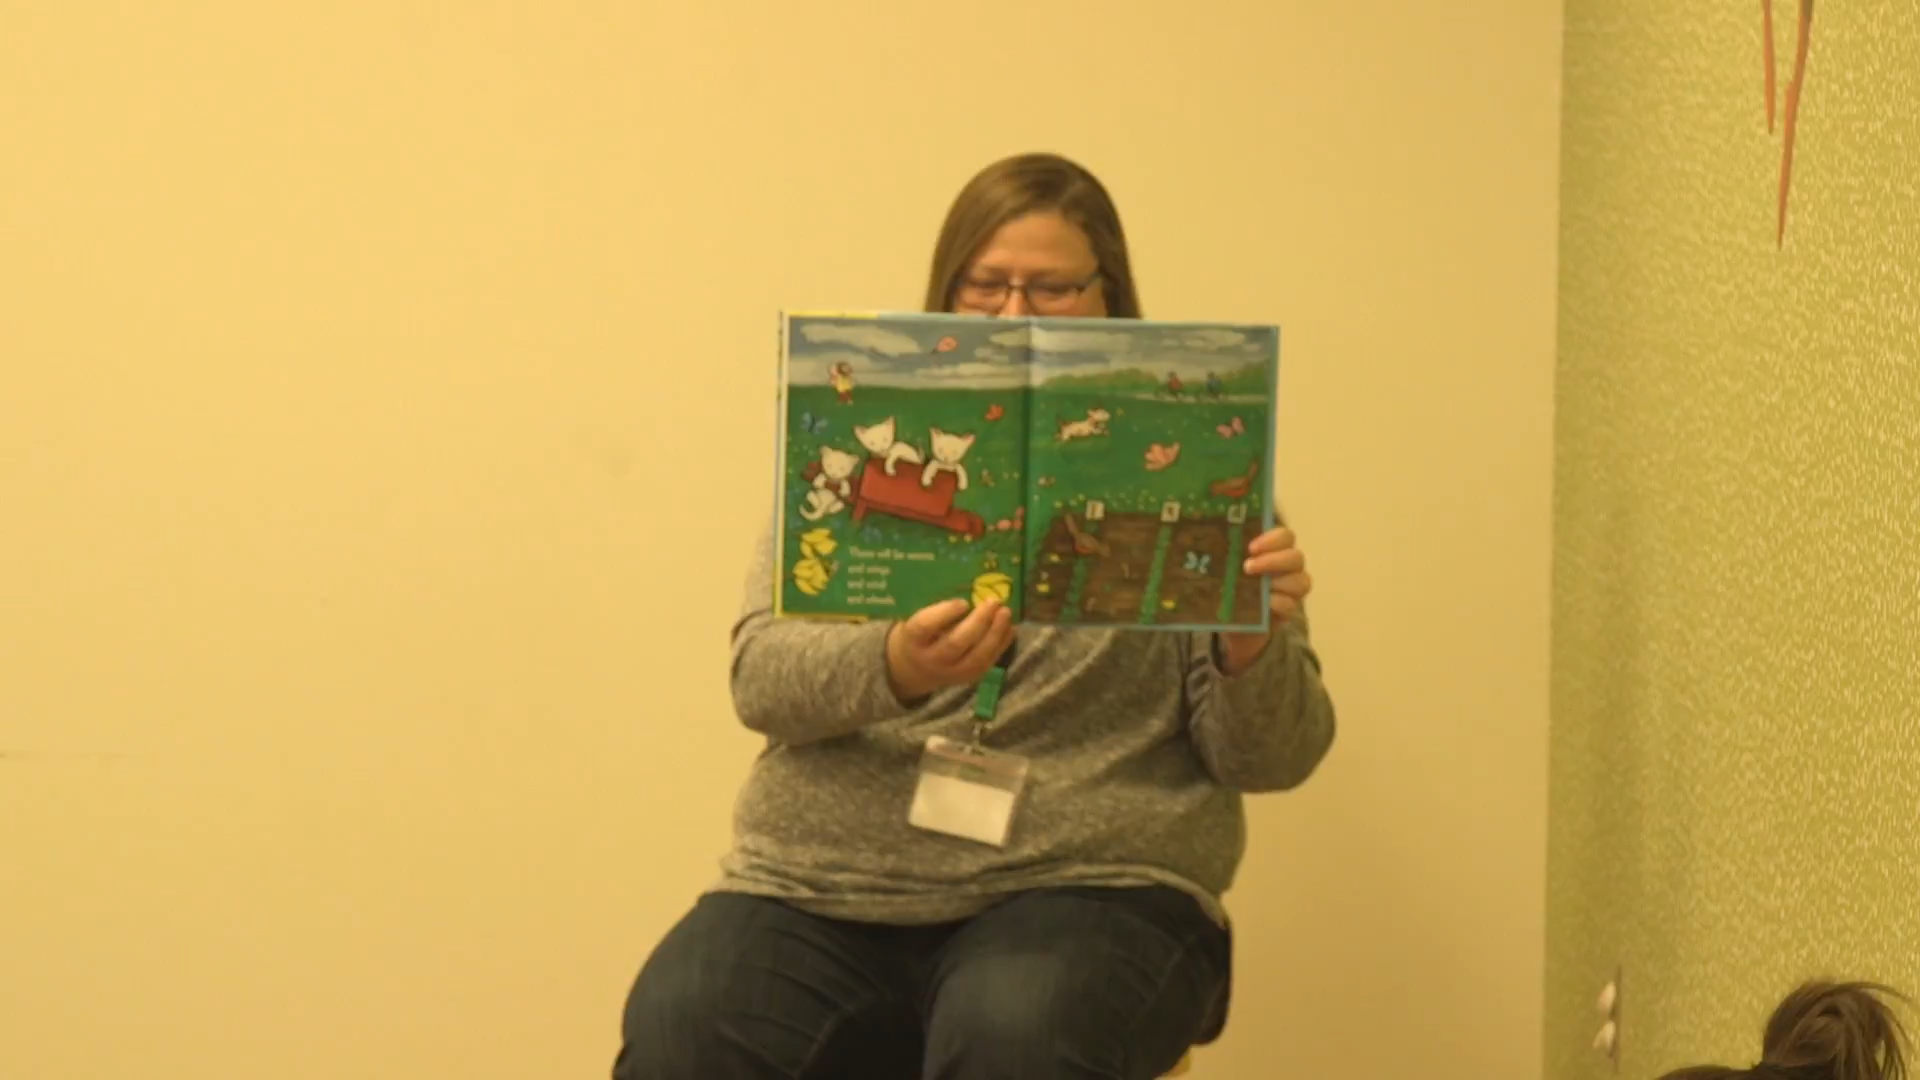 There will be worms
and wings
and wind
and wheels.